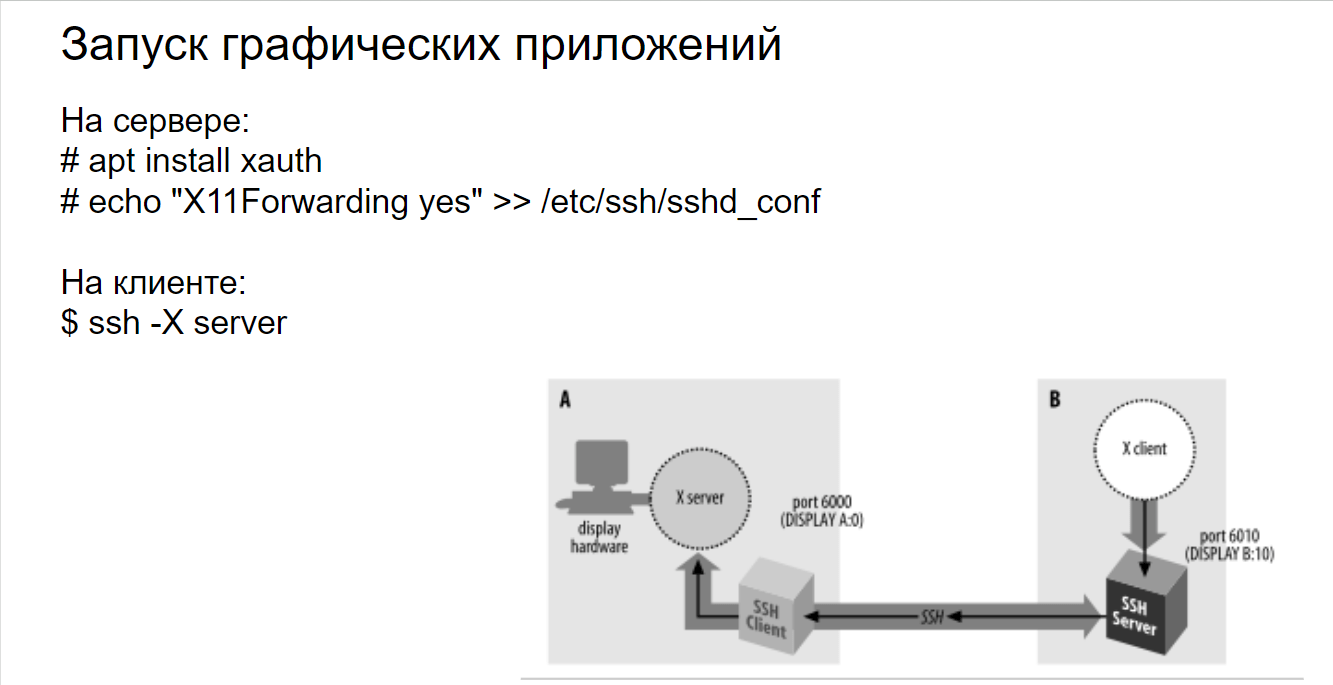 Запуск графических приложений
На сервере:
# apt install xauth
# echo "X11Forwarding yes" >> /etc/ssh/sshd_conf
На клиенте:
$ ssh -X server
A
display
hardware
X server
port 6000
(DISPLAY A:0)
SSH
Client
SSH
B
X client
port 6010
(DISPLAY B:10)
SSH
Server